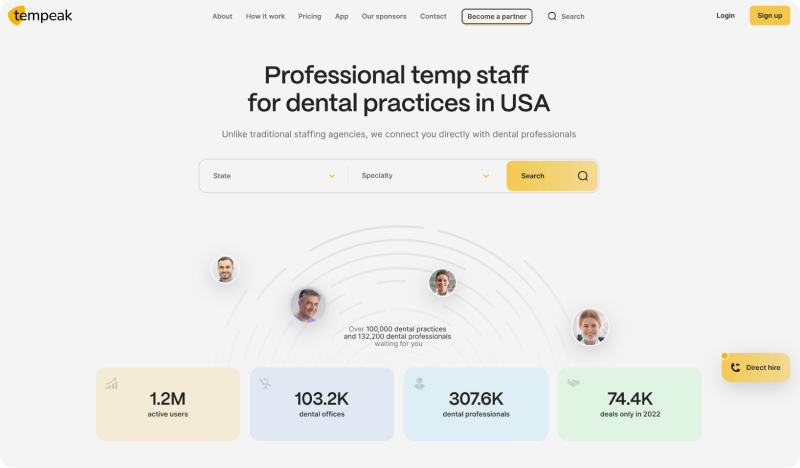 tempeak
About
How it work
Pricing
App
Our sponsors
Contact
Become a partner
Search
Login
Sign up
Professional temp staff
for dental practices in USA
Unlike traditional staffing agencies, we connect you directly with dental professionals
State
Specialty
Search
Over 100,000 dental practices
and 132,200 dental professionals
waiting for you
Direct hire
1.2M
active users
103.2K
dental offices
307.6K
dental professionals
74.4K
deals only in 2022